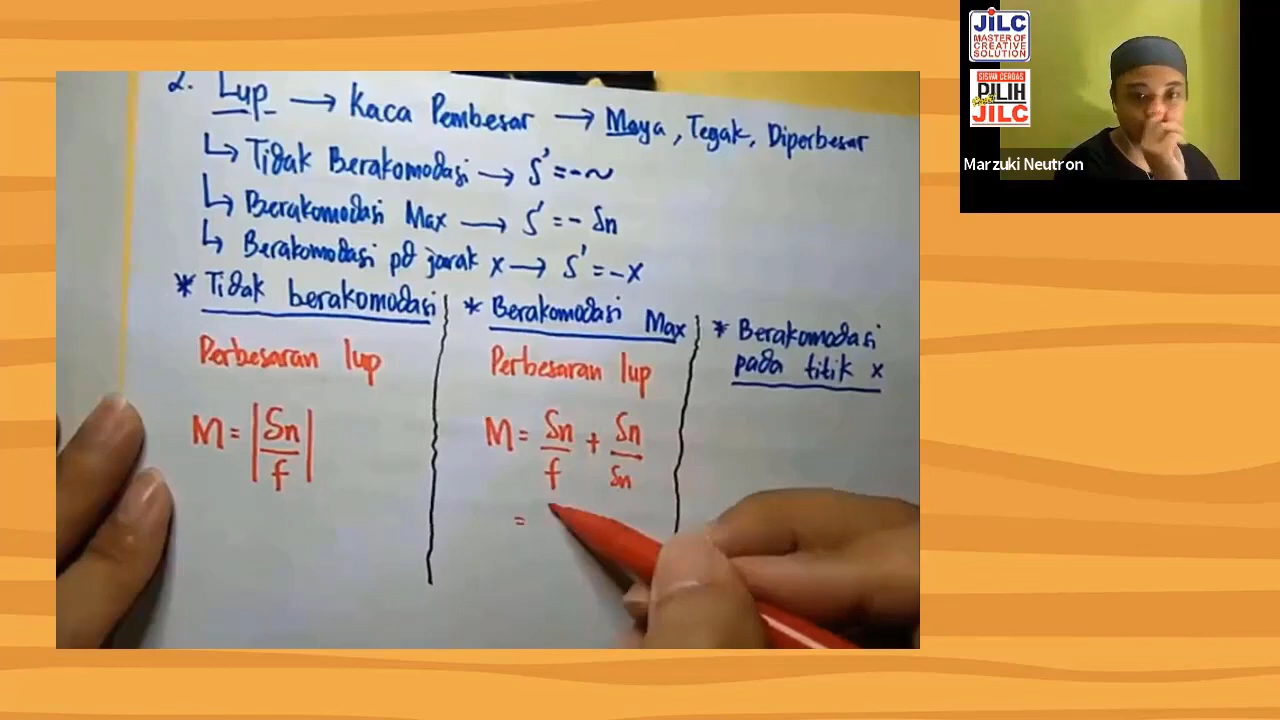 2. Lup → Kaca Pembesar → Maya, Tegak, Diperbesar
↳ Tidak Berakomodasi → S' = -~
↳ Berakomodasi Max → S' = - Sn
↳ Berakomodasi pd jarak x → S' = -x
* Tidak berakomodasi
Perbesaran lup
M = |Sn/f|
* Berakomodasi Max
Perbesaran lup
M = Sn/f + Sn/Sn
=
* Berakomodasi
pada titik x
JILC
MASTER OF
CREATIVE
SOLUTION
SISWA CERDAS
PILIH
JILC
Marzuki Neutron